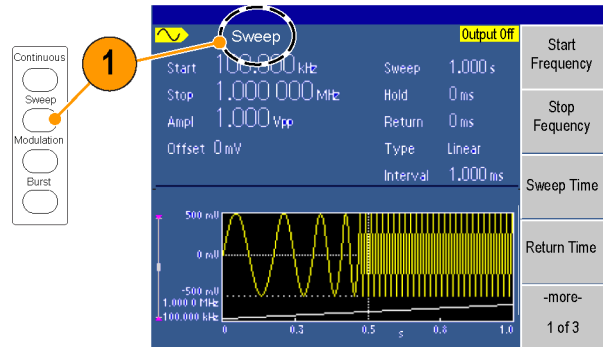 Continuous
Sweep
Modulation
Burst
1
Sweep
Output Off
Start 100.000 kHz
Stop 1.000 000 MHz
Ampl 1.000 Vpp
Offset 0 mV
Sweep 1.000 s
Hold 0 ms
Return 0 ms
Type Linear
Interval 1.000 ms
500 mV
0 mV
-500 mV
1.000 0 MHz
100.000 kHz
0 0.3 0.5 s 0.8 1.0
Start
Frequency
Stop
Fequency
Sweep Time
Return Time
-more-
1 of 3